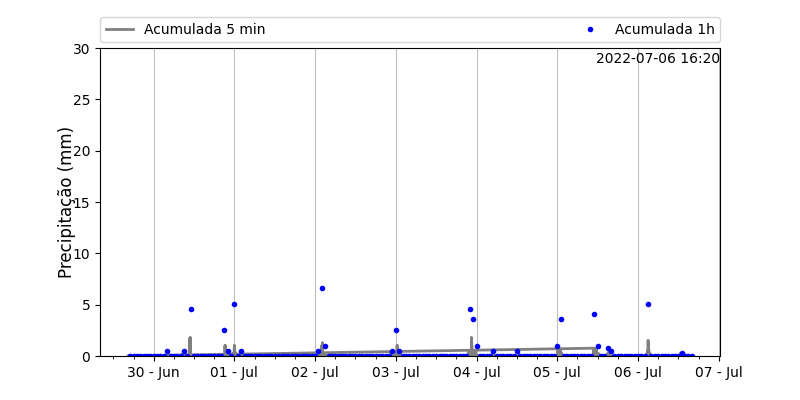 Acumulada 5 min
Acumulada 1h
2022-07-06 16:20
Precipitação (mm)
30
25
20
15
10
5
0
30 - Jun
01 - Jul
02 - Jul
03 - Jul
04 - Jul
05 - Jul
06 - Jul
07 - Jul